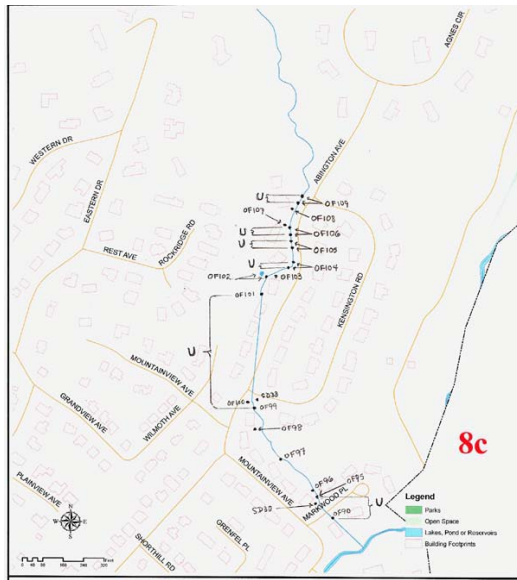 AGNES CIR
WESTERN DR
EASTERN DR
ABINGTON AVE
U
OF109
OF108
OF107
U
OF106
U
OF105
ROCKRIDGE RD
REST AVE
U
OF104
OF102
OF103
OF101
KENSINGTON RD
U
MOUNTAINVIEW AVE
GRANDVIEW AVE
WILMOTH AVE
OF100
OF99
OF98
8c
OF97
MOUNTAINVIEW AVE
OF96
OF95
U
MARKWOOD PL
OF90
PLAINVIEW AVE
GRENFEL PL
SHORTHILL RD
N
W
E
S
Legend
Parks
Open Space
Lakes, Pond or Reservoirs
Building Footprints